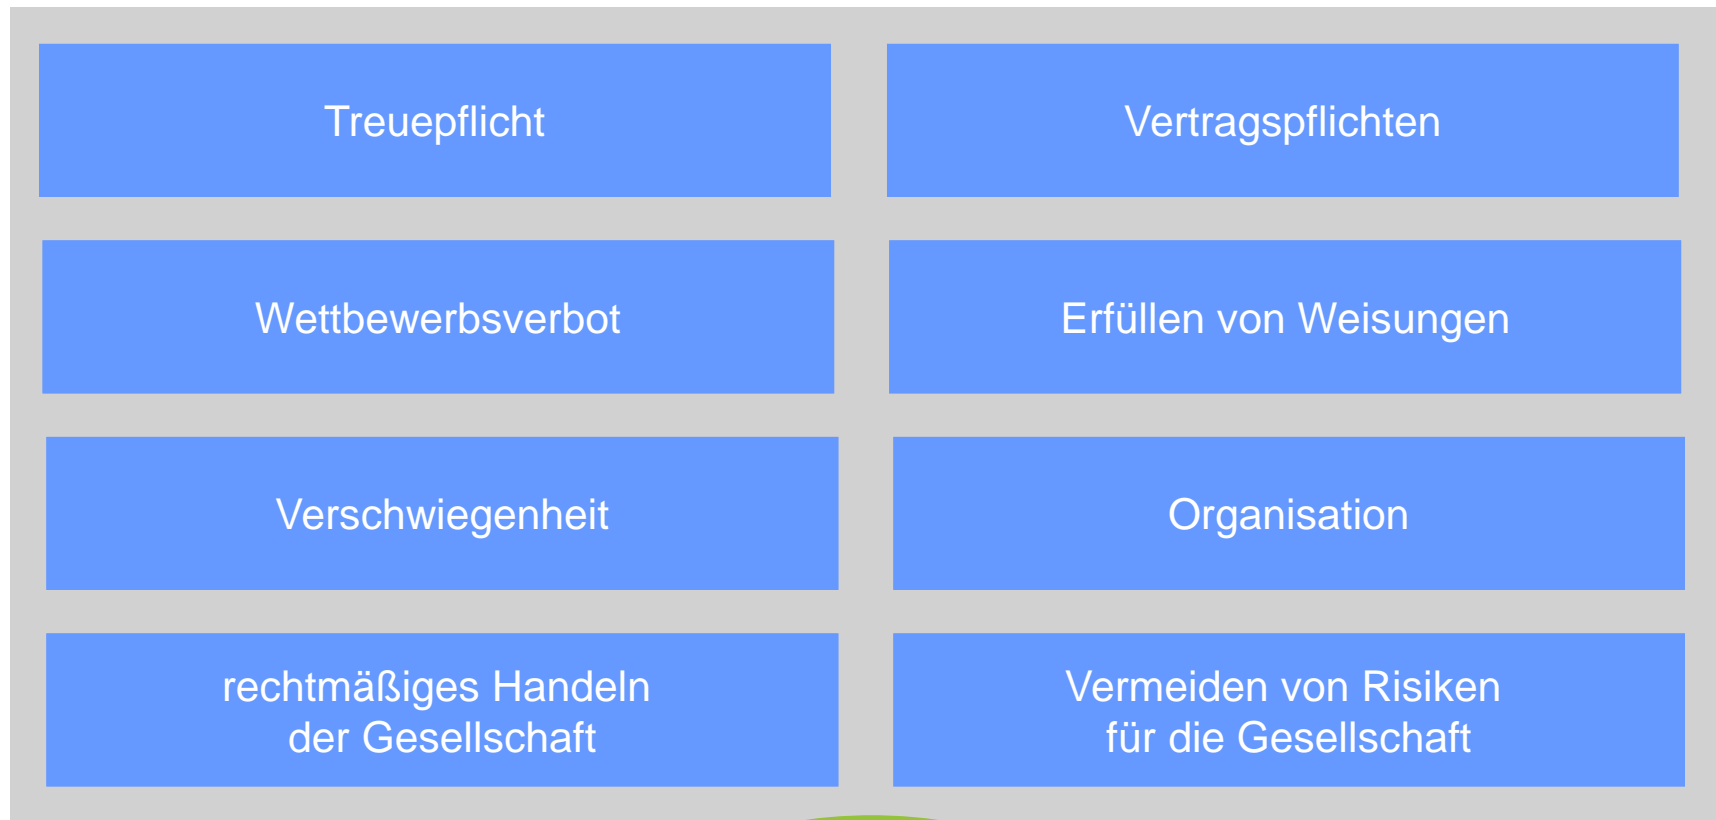 Treuepflicht
Vertragspflichten
Wettbewerbsverbot
Erfüllen von Weisungen
Verschwiegenheit
Organisation
rechtmäßiges Handeln
der Gesellschaft
Vermeiden von Risiken
für die Gesellschaft